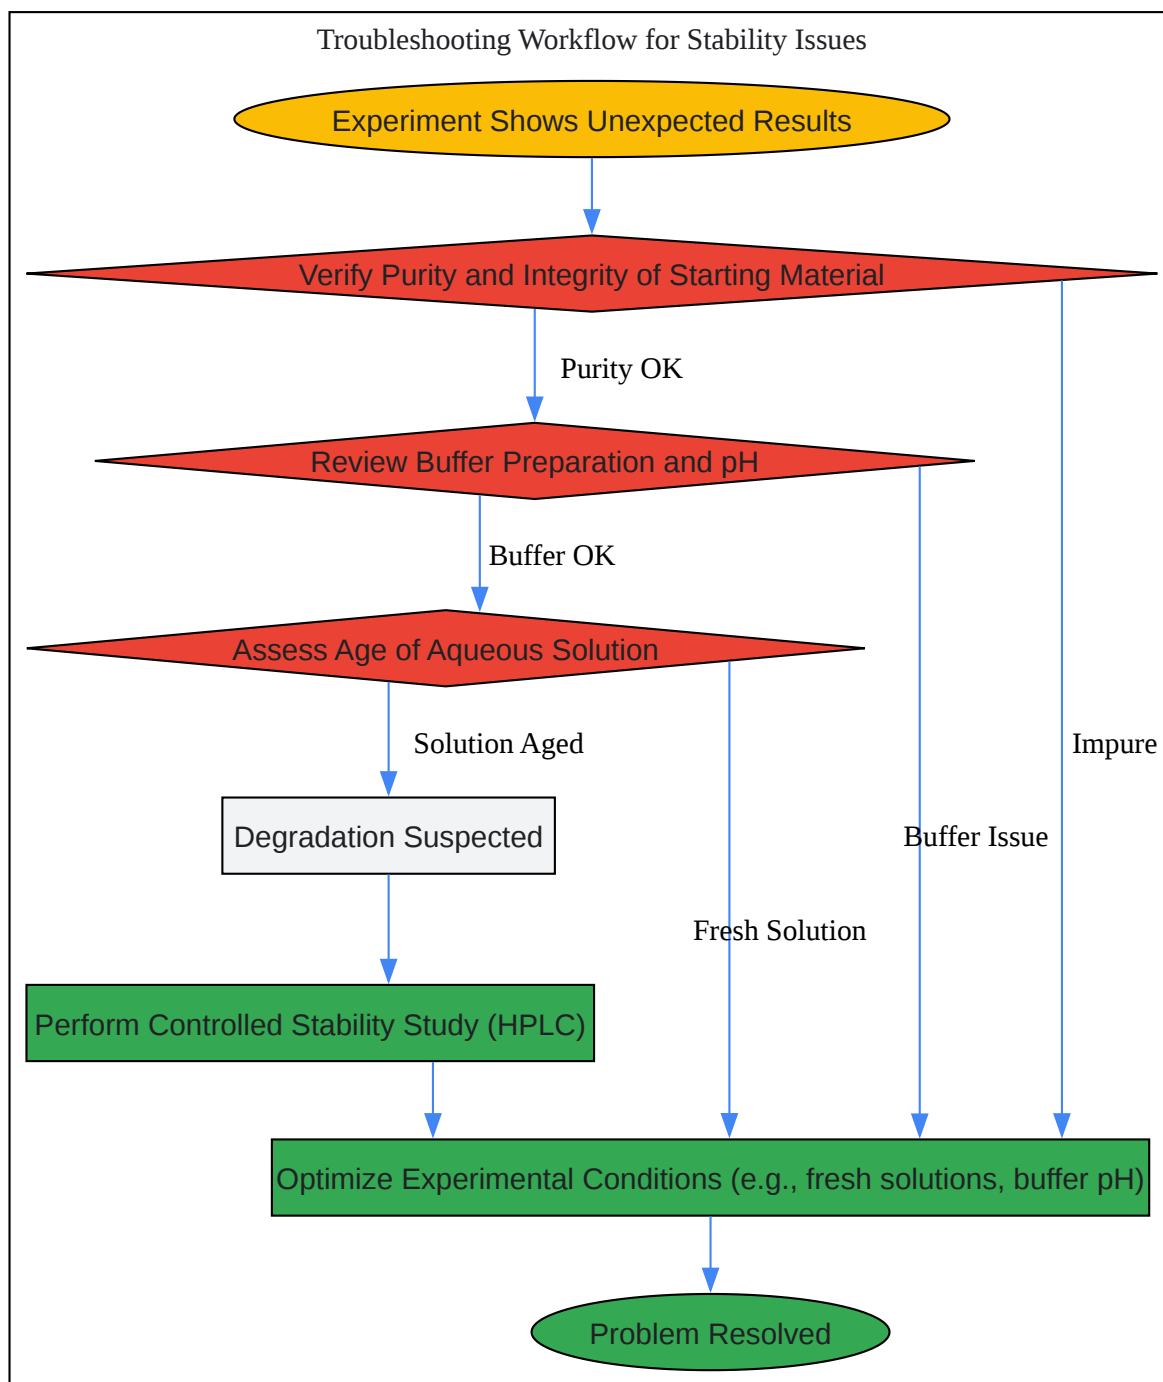 Troubleshooting Workflow for Stability Issues
Experiment Shows Unexpected Results
Verify Purity and Integrity of Starting Material
Purity OK
Review Buffer Preparation and pH
Buffer OK
Assess Age of Aqueous Solution
Solution Aged
Impure
Degradation Suspected
Buffer Issue
Fresh Solution
Perform Controlled Stability Study (HPLC)
Optimize Experimental Conditions (e.g., fresh solutions, buffer pH)
Problem Resolved